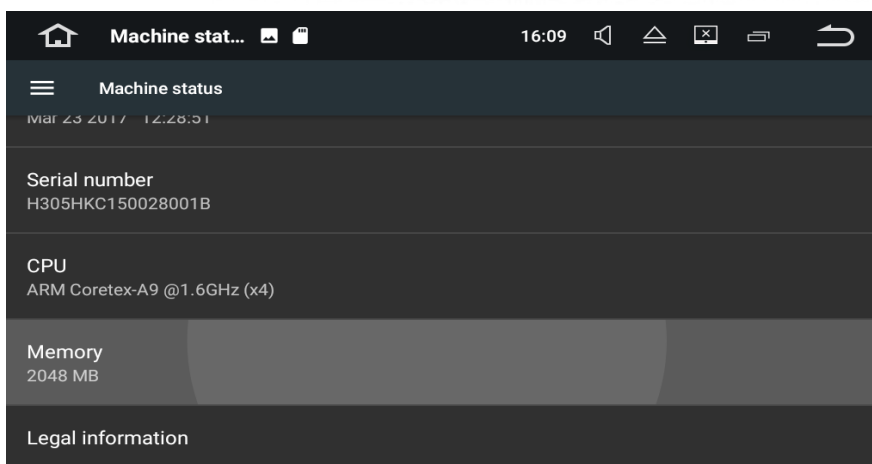 Machine stat...
16:09
Machine status
Mar 23 2017 12:28:51
Serial number
H305HKC150028001B
CPU
ARM Coretex-A9 @1.6GHz (x4)
Memory
2048 MB
Legal information